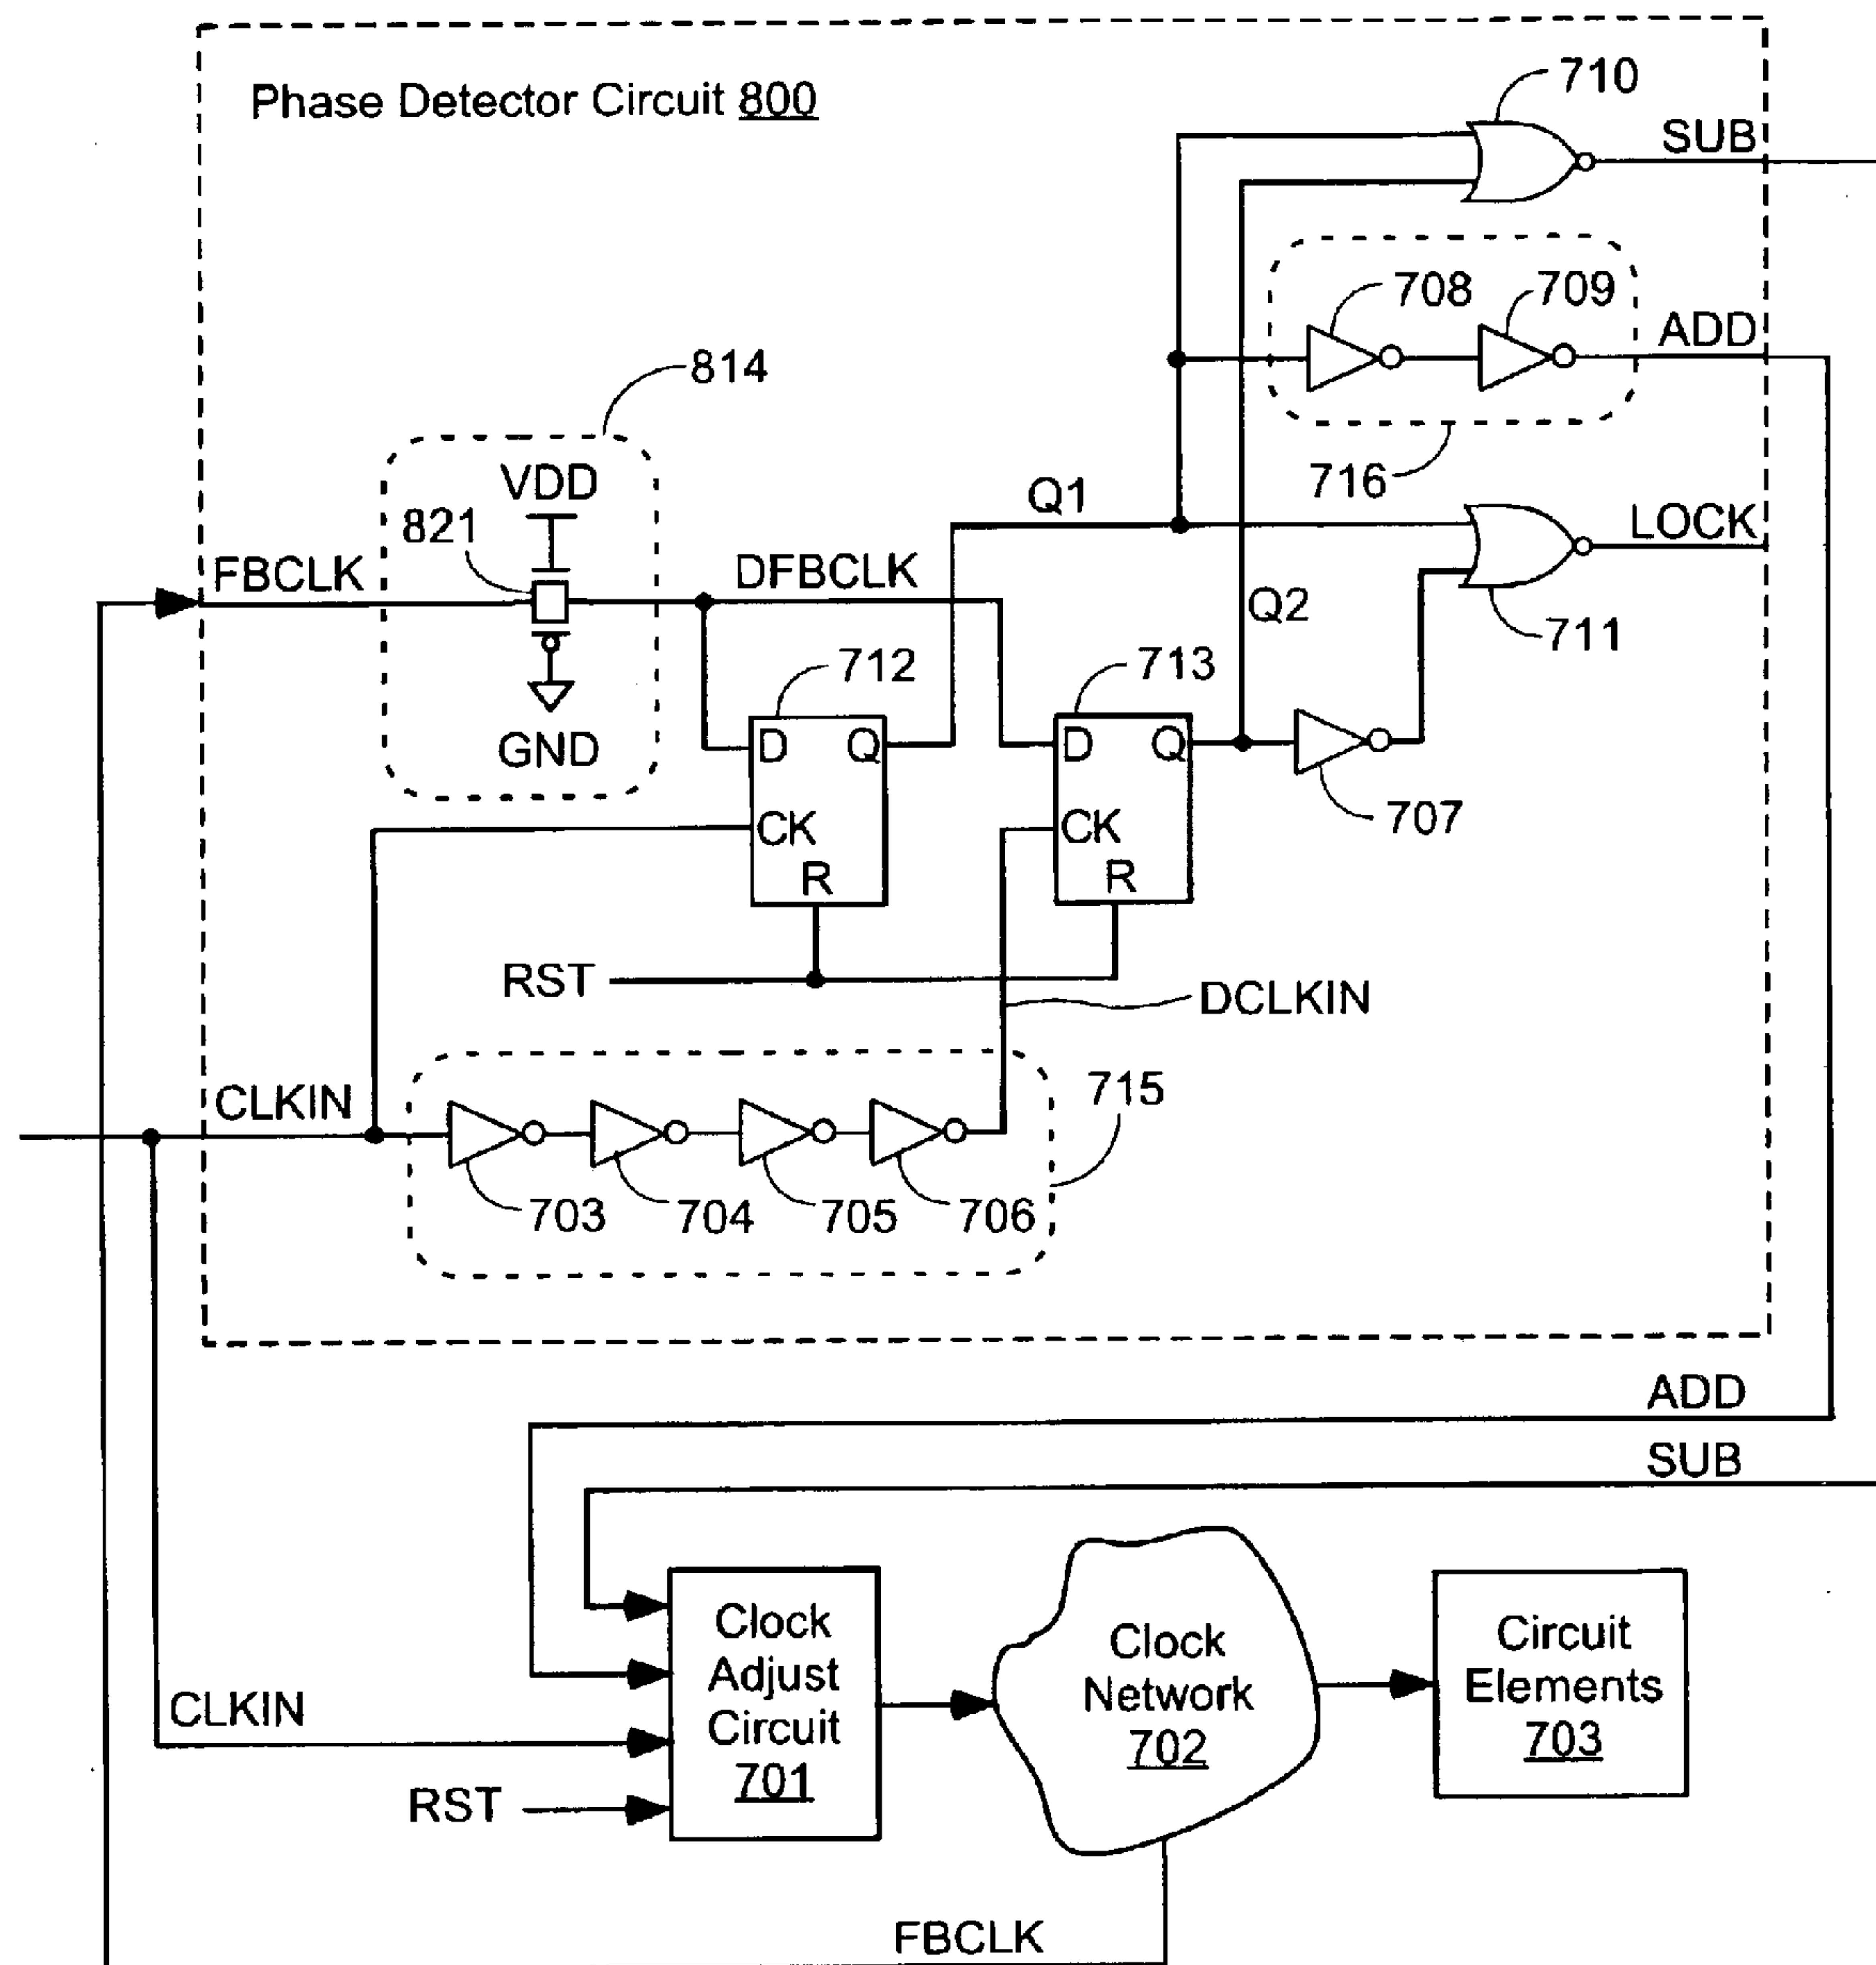 Phase Detector Circuit 800
710
SUB
708
709
ADD
716
814
VDD
821
GND
FBCLK
DFBCLK
Q1
Q2
LOCK
711
712
713
D
Q
CK
R
D
Q
CK
R
707
RST
DCLKIN
CLKIN
715
703
704
705
706
ADD
SUB
Clock
Adjust
Circuit
701
Clock
Network
702
Circuit
Elements
703
CLKIN
RST
FBCLK